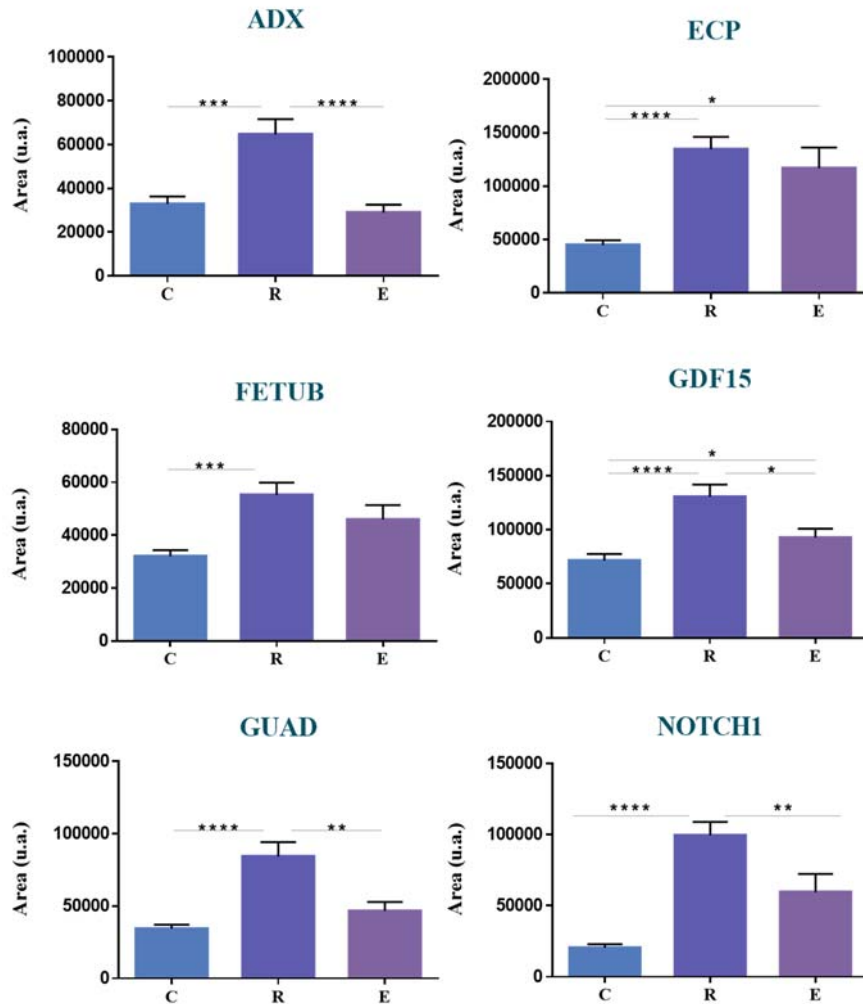 ADX
Area (u.a.)
100000
80000
60000
40000
20000
0
*** ****
C R E
ECP
Area (u.a.)
200000
150000
100000
50000
0
*
****
C R E
FETUB
Area (u.a.)
80000
60000
40000
20000
0
***
C R E
GDF15
Area (u.a.)
200000
150000
100000
50000
0
*
**** *
C R E
GUAD
Area (u.a.)
150000
100000
50000
0
**** **
C R E
NOTCH1
Area (u.a.)
150000
100000
50000
0
**** **
C R E